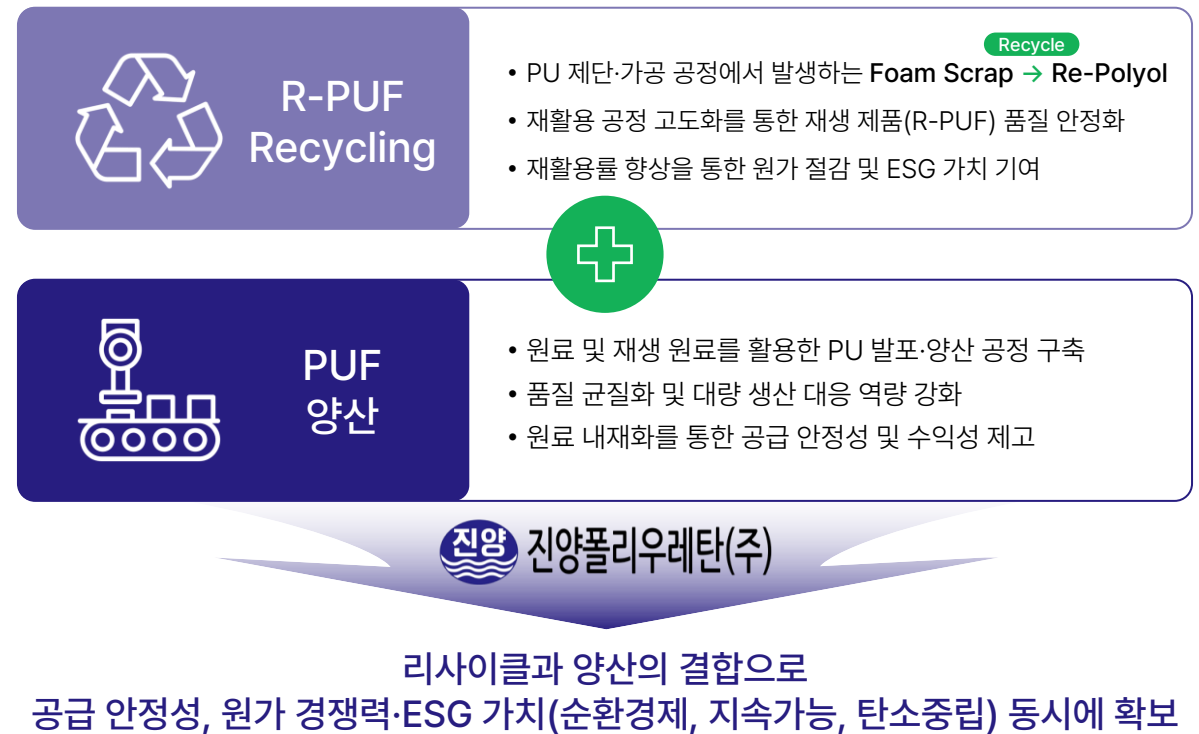 R-PUF
Recycling
Recycle
• PU 제단·가공 공정에서 발생하는 Foam Scrap → Re-Polyol
• 재활용 공정 고도화를 통한 재생 제품(R-PUF) 품질 안정화
• 재활용률 향상을 통한 원가 절감 및 ESG 가치 기여
PUF
양산
• 원료 및 재생 원료를 활용한 PU 발포·양산 공정 구축
• 품질 균질화 및 대량 생산 대응 역량 강화
• 원료 내재화를 통한 공급 안정성 및 수익성 제고
진양 진양폴리우레탄(주)
리사이클과 양산의 결합으로
공급 안정성, 원가 경쟁력·ESG 가치(순환경제, 지속가능, 탄소중립) 동시에 확보